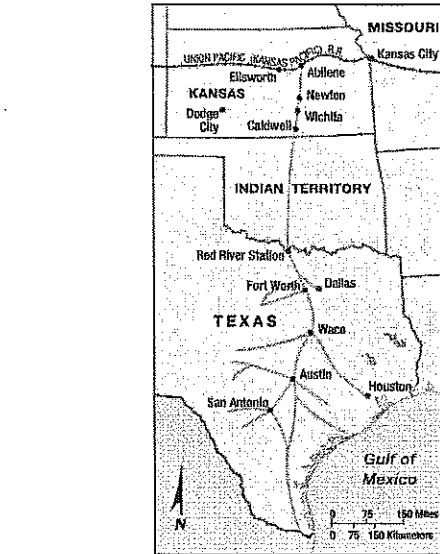 MISSOURI
UNION PACIFIC (KANSAS PACIFIC) R.R.
Kansas City
Ellsworth
Abilene
KANSAS
Newton
Dodge
City
Wichita
Caldwell
INDIAN TERRITORY
Red River Station
Fort Worth
Dallas
TEXAS
Waco
Austin
Houston
San Antonio
Gulf of
Mexico
N
0 75 150 Miles
0 75 150 Kilometers